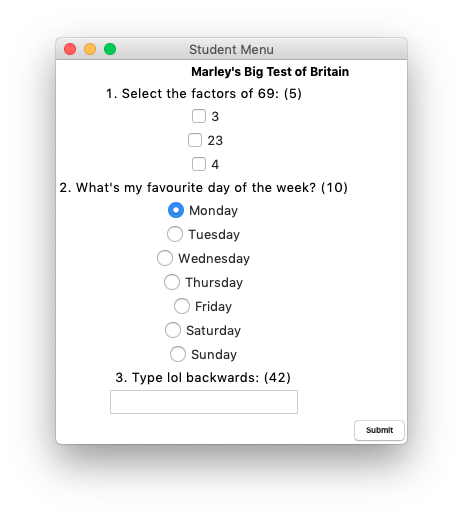 Student Menu
Marley's Big Test of Britain
1. Select the factors of 69: (5)
3
23
4
2. What's my favourite day of the week? (10)
Monday
Tuesday
Wednesday
Thursday
Friday
Saturday
Sunday
3. Type lol backwards: (42)
Submit